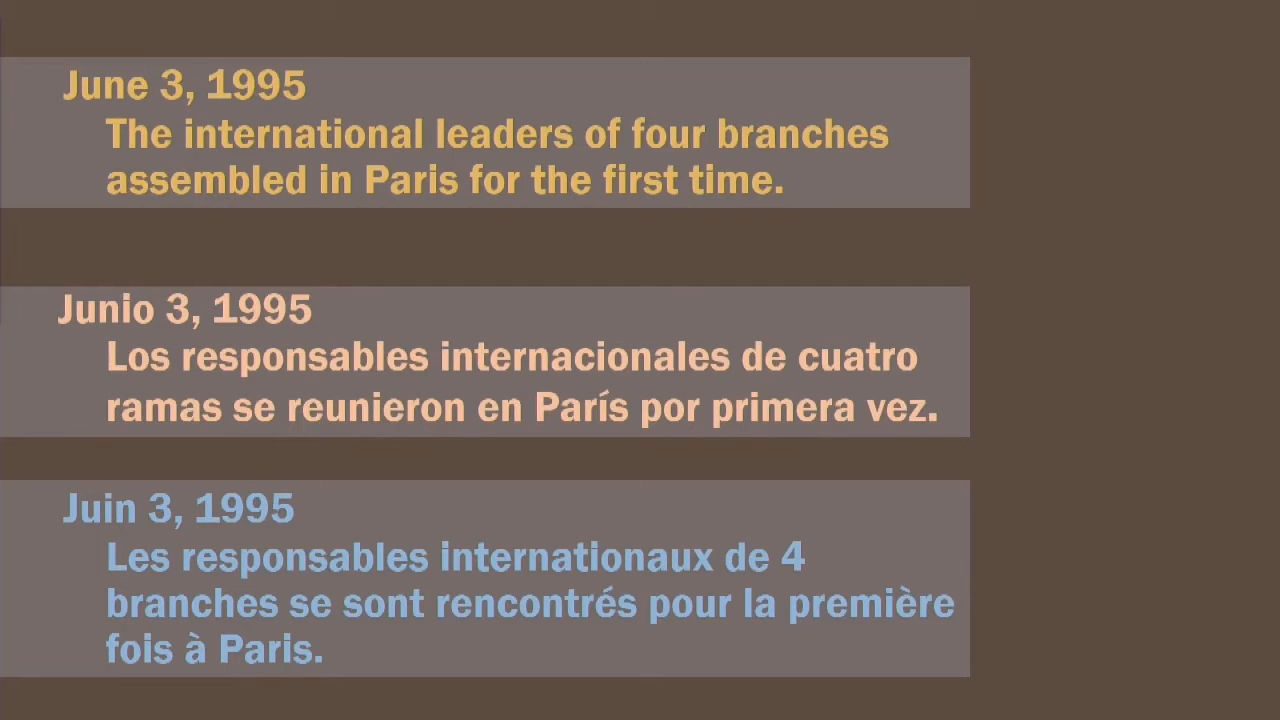 June 3, 1995
The international leaders of four branches
assembled in Paris for the first time.
Junio 3, 1995
Los responsables internacionales de cuatro
ramas se reunieron en París por primera vez.
Juin 3, 1995
Les responsables internationaux de 4
branches se sont rencontrés pour la première
fois à Paris.